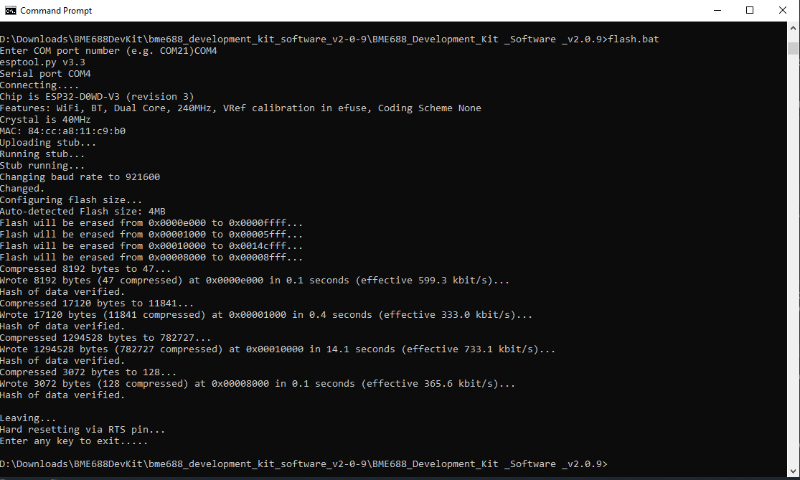 Command Prompt
D:\Downloads\BME688DevKit\bme688_development_kit_software_v2-0-9\BME688_Development_Kit _Software _v2.0.9>flash.bat
Enter COM port number (e.g. COM21)COM4
esptool.py v3.3
Serial port COM4
Connecting....
Chip is ESP32-D0WD-V3 (revision 3)
Features: WiFi, BT, Dual Core, 240MHz, VRef calibration in efuse, Coding Scheme None
Crystal is 40MHz
MAC: 84:cc:a8:11:c9:b0
Uploading stub...
Running stub...
Stub running...
Changing baud rate to 921600
Changed.
Configuring flash size...
Auto-detected Flash size: 4MB
Flash will be erased from 0x0000e000 to 0x0000ffff...
Flash will be erased from 0x00001000 to 0x00005fff...
Flash will be erased from 0x00010000 to 0x0014cfff...
Flash will be erased from 0x00008000 to 0x00008fff...
Compressed 8192 bytes to 47...
Wrote 8192 bytes (47 compressed) at 0x0000e000 in 0.1 seconds (effective 599.3 kbit/s)...
Hash of data verified.
Compressed 17120 bytes to 11841...
Wrote 17120 bytes (11841 compressed) at 0x00001000 in 0.4 seconds (effective 333.0 kbit/s)...
Hash of data verified.
Compressed 1294528 bytes to 782727...
Wrote 1294528 bytes (782727 compressed) at 0x00010000 in 14.1 seconds (effective 733.1 kbit/s)...
Hash of data verified.
Compressed 3072 bytes to 128...
Wrote 3072 bytes (128 compressed) at 0x00008000 in 0.1 seconds (effective 365.6 kbit/s)...
Hash of data verified.
Leaving...
Hard resetting via RTS pin...
Enter any key to exit.....
D:\Downloads\BME688DevKit\bme688_development_kit_software_v2-0-9\BME688_Development_Kit _Software _v2.0.9>